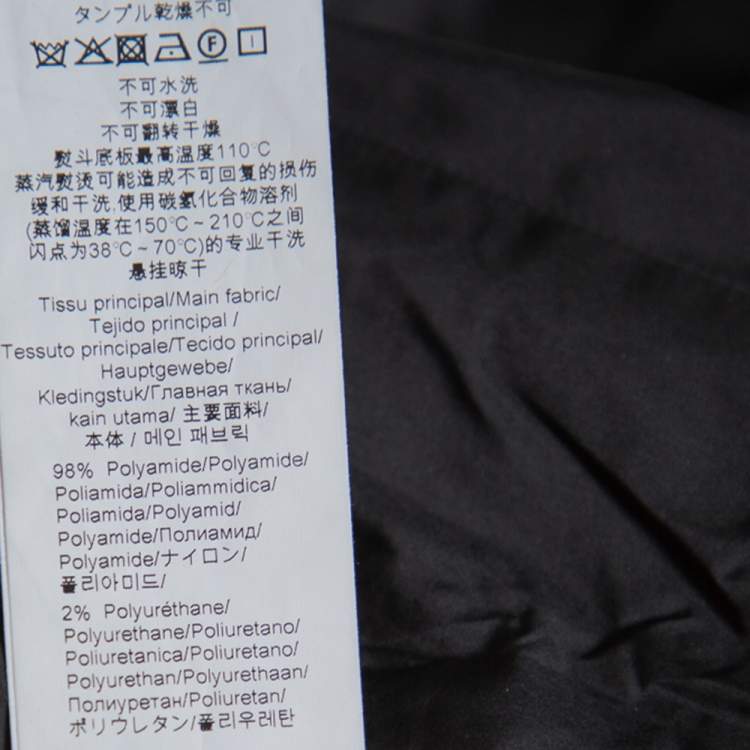 タンブル乾燥不可
F
不可水洗
不可漂白
不可翻转干燥
熨斗底板最高温度110℃
蒸汽熨烫可能造成不可回复的损伤
缓和干洗,使用碳氢化合物溶剂
(蒸馏温度在150℃~210℃之间
闪点为38℃~70℃)的专业干洗
悬挂晾干
Tissu principal/Main fabric/
Tejido principal /
Tessuto principale/Tecido principal/
Hauptgewebe/
Kledingstuk/Главная ткань/
kain utama/ 主要面料/
本体 / 메인 패브릭
98% Polyamide/Polyamide/
Poliamida/Poliammidica/
Poliamida/Polyamid/
Polyamide/Полиамид/
Polyamide/ナイロン/
폴리아미드/
2% Polyuréthane/
Polyurethane/Poliuretano/
Poliuretanica/Poliuretano/
Polyurethan/Polyurethaan/
Полиуретан/Poliuretan/
ポリウレタン/폴리우레탄